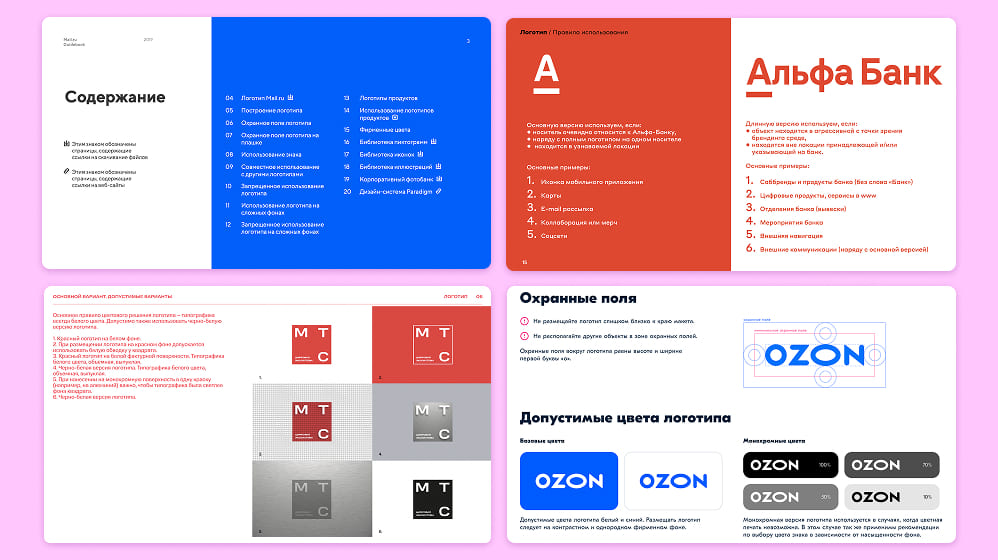 Mail.ru
Guidebook
2019
3
Содержание
Этим знаком обозначены
страницы, содержащие
ссылки на скачивание файлов
Этим знаком обозначены
страницы, содержащие
ссылки на веб-сайты
04 Логотип Mail.ru
05 Построение логотипа
06 Охранное поле логотипа
07 Охранное поле логотипа на
плашке
08 Использование знака
09 Совместное использование
с другими логотипами
10 Запрещенное использование
логотипа
11 Использование логотипа на
сложных фонах
12 Запрещенное использование
логотипа на сложных фонах
13 Логотипы продуктов
14 Использование логотипов
продуктов
15 Фирменные цвета
16 Библиотека пиктограмм
17 Библиотека иконок
18 Библиотека иллюстраций
19 Корпоративный фотобанк
20 Дизайн-система Paradigm
Логотип / Правила использования
А
Основную версию используем, если:
• носитель очевидно относится к Альфа-Банку,
• наряду с полным логотипом на одном носителе
• находится в узнаваемой локации
Основные примеры:
1. Иконка мобильного приложения
2. Карты
3. E-mail рассылка
4. Коллаборация или мерч
5. Соцсети
15
Альфа Банк
Длинную версию используем, если:
• объект находится в агрессивной с точки зрения
брендинга среде,
• находится вне локации принадлежащей и/или
указывающей на банк.
Основные примеры:
1. Саббренды и продукты банка (без слова «Банк»)
2. Цифровые продукты, сервисы в www
3. Отделения банка (вывески)
4. Мероприятия банка
5. Внешняя навигация
6. Внешние коммуникации (наряду с основной версией)
ОСНОВНОЙ ВАРИАНТ, ДОПУСТИМЫЕ ВАРИАНТЫ
ЛОГОТИП 06
Основным правилом цветового решения логотипа — типографика
всегда белого цвета. Допустимо также использовать черно-белую
версию логотипа.
1. Красный логотип на белом фоне.
2. При размещении логотипа на красном фоне допускается
использовать белую обводку у квадрата.
3. Красный логотип на белой фактурной поверхности. Типографика
белого цвета, объемная, выпуклая.
4. Черно-белая версия логотипа. Типографика белого цвета,
объемная, выпуклая.
5. При нанесении на монохромную поверхность в одну краску
(например, на алюминий) важно, чтобы типографика была светлее
фона квадрата.
6. Черно-белая версия логотипа.
М Т
С
М Т
С
1.
М Т
С
М Т
С
3.
4.
М Т
С
М Т
С
Охранные поля
Не размещайте логотип слишком близко к краю макета.
Не располагайте другие объекты в зоне охранных полей.
Охранные поля вокруг логотипа равны высоте и ширине
первой буквы «о».
OZON
Допустимые цвета логотипа
Базовые цвета
Монохромные цвета
OZON
OZON
OZON 100%
OZON 70%
OZON 50%
OZON 10%
Допустимые цвета логотипа белый и синий. Размещать логотип
следует на контрастном и однородном фирменном фоне.
Монохромная версия логотипа используется в случаях, когда цветная
печать невозможна. В этом случае так же применимы рекомендации
по выбору цвета знака в зависимости от насыщенности фона.